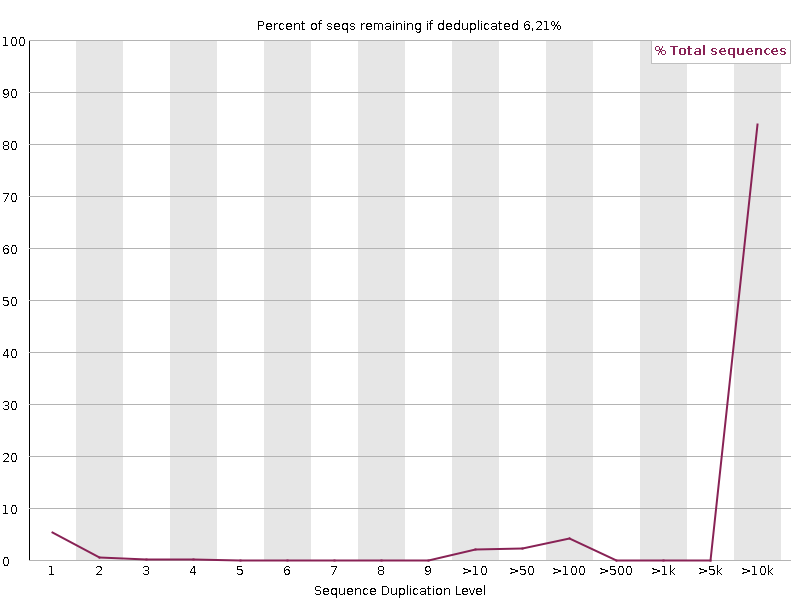 Percent of seqs remaining if deduplicated 6,21%
% Total sequences
100
90
80
70
60
50
40
30
20
10
0
1 2 3 4 5 6 7 8 9 >10 >50 >100 >500 >1k >5k >10k
Sequence Duplication Level